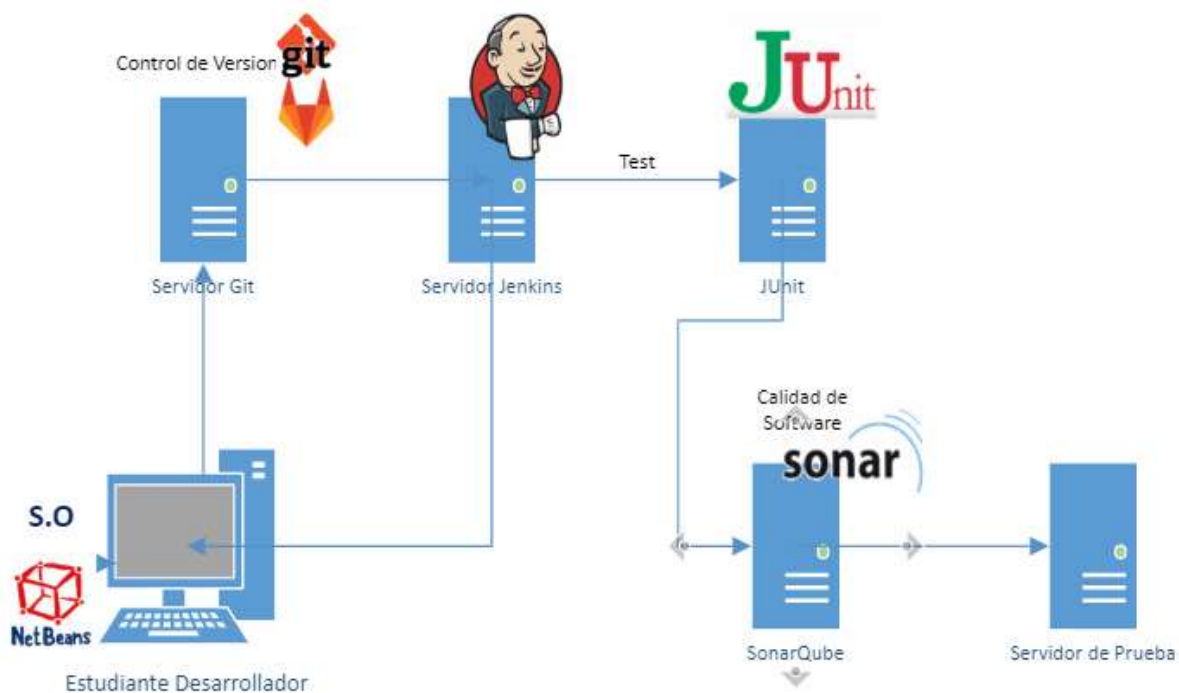 Control de Version
git
JUnit
Test
Servidor Git
Servidor Jenkins
JUnit
Calidad de
Software
sonar
S.O
NetBeans
SonarQube
Servidor de Prueba
Estudiante Desarrollador